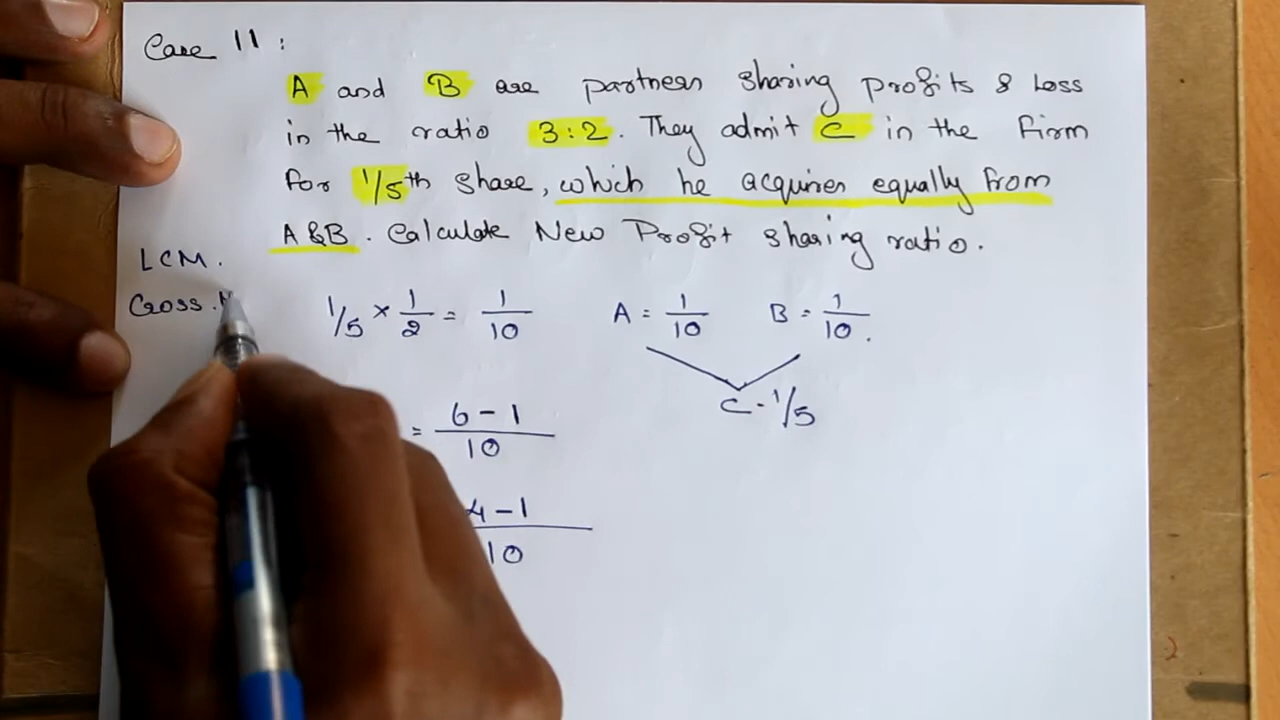 Case 11:
A and B are partners sharing profits & Loss
in the ratio 3:2. They admit C in the Firm
for 1/5th share, which he acquires equally from
A & B. Calculate New Profit sharing ratio.
LCM.
Cross.
1/5 × 1/2 = 1/10 A = 1/10 B = 1/10.
C - 1/5
= 6 - 1 / 10
4 - 1 / 10